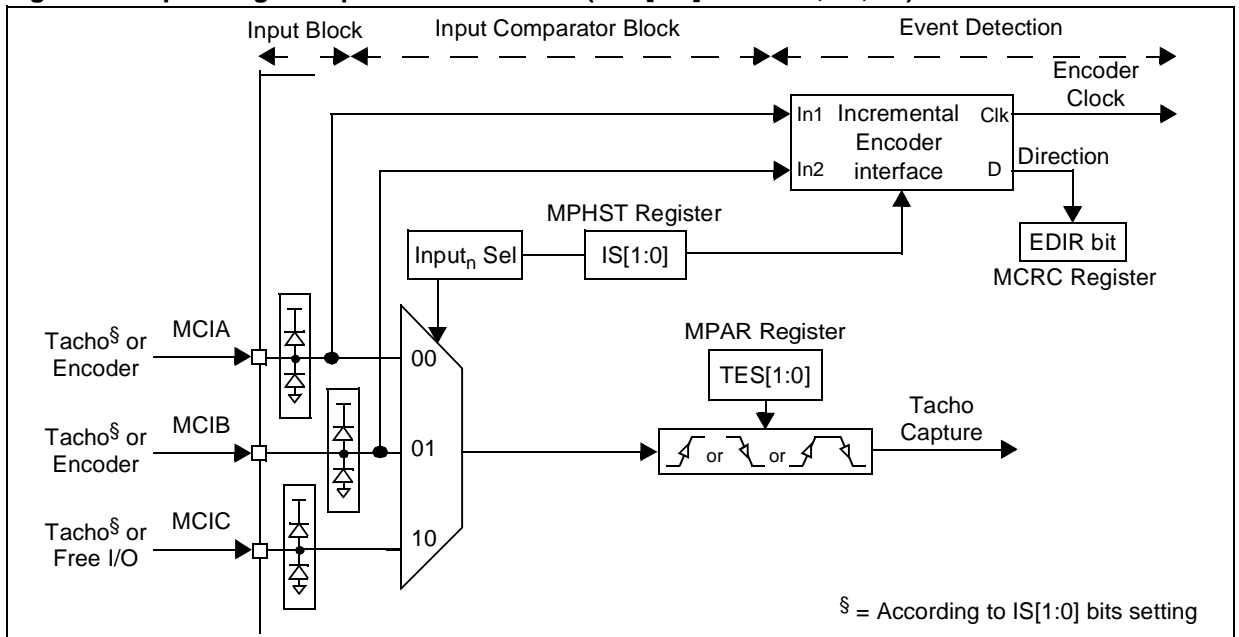 Input Block
Input Comparator Block
Event Detection
Encoder
Clock
In1
Incremental
Clk
Encoder
In2
interface
D
Direction
MPHST Register
Inputn Sel
IS[1:0]
EDIR bit
MCRC Register
Tacho§ or
Encoder
MCIA
00
MPAR Register
TES[1:0]
Tacho§ or
Encoder
MCIB
01
or
or
Tacho
Capture
Tacho§ or
Free I/O
MCIC
10
§ = According to IS[1:0] bits setting